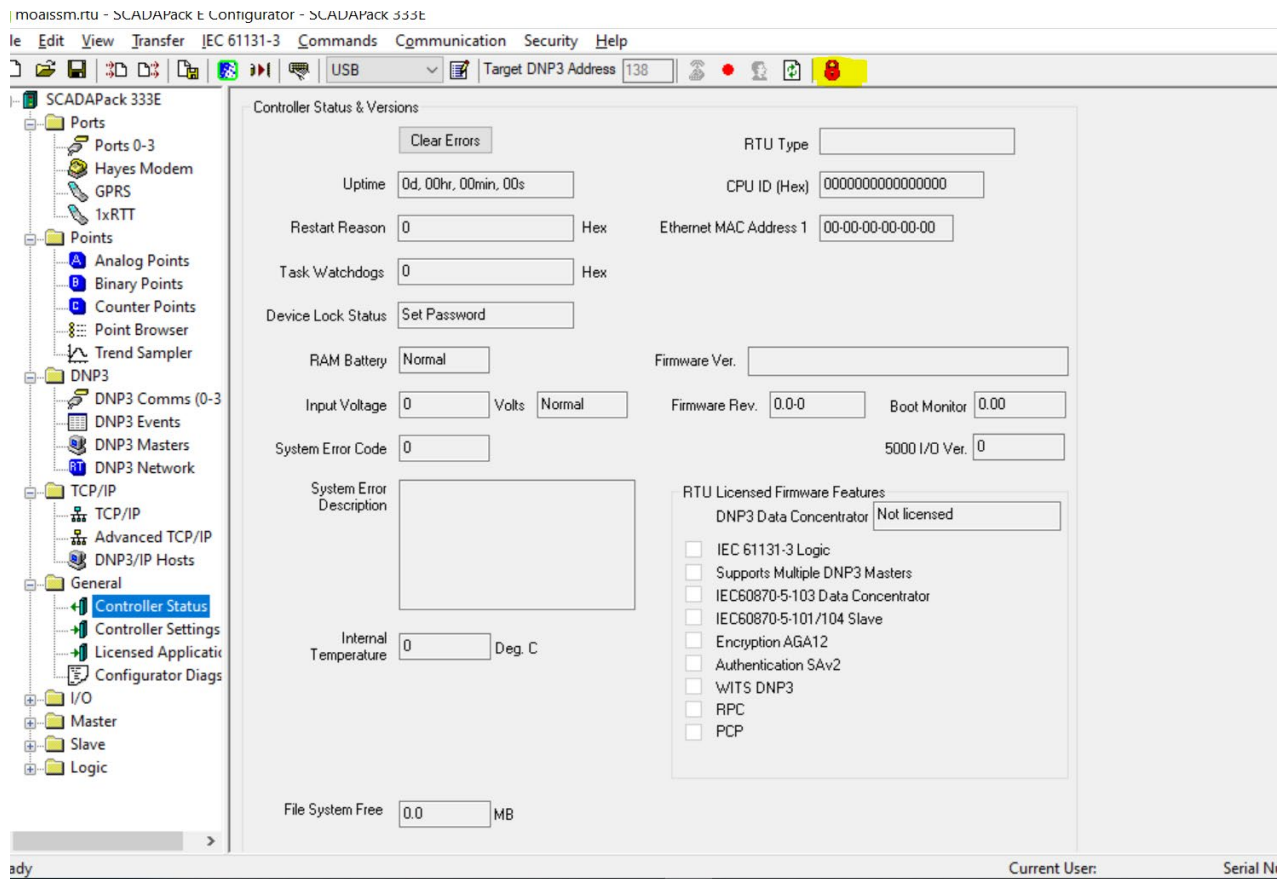 moaissm.rtu - SCADAPack E Configurator - SCADAPack 333E
le Edit View Transfer IEC 61131-3 Commands Communication Security Help
USB Target DNP3 Address 138
SCADAPack 333E
Ports
Ports 0-3
Hayes Modem
GPRS
1xRTT
Points
Analog Points
Binary Points
Counter Points
Point Browser
Trend Sampler
DNP3
DNP3 Comms (0-3
DNP3 Events
DNP3 Masters
DNP3 Network
TCP/IP
TCP/IP
Advanced TCP/IP
DNP3/IP Hosts
General
Controller Status
Controller Settings
Licensed Applicatio
Configurator Diags
I/O
Master
Slave
Logic
Controller Status & Versions
Clear Errors
RTU Type
Uptime 0d, 00hr, 00min, 00s
CPU ID (Hex) 0000000000000000
Restart Reason 0 Hex
Ethernet MAC Address 1 00-00-00-00-00-00
Task Watchdogs 0 Hex
Device Lock Status Set Password
RAM Battery Normal
Firmware Ver.
Input Voltage 0 Volts Normal
Firmware Rev. 0.0-0 Boot Monitor 0.00
System Error Code 0
5000 I/O Ver. 0
System Error
Description
RTU Licensed Firmware Features
DNP3 Data Concentrator Not licensed
IEC 61131-3 Logic
Supports Multiple DNP3 Masters
IEC60870-5-103 Data Concentrator
IEC60870-5-101/104 Slave
Encryption AGA12
Authentication SAv2
WITS DNP3
RPC
PCP
Internal
Temperature 0 Deg. C
File System Free 0.0 MB
ady Current User: Serial Nu